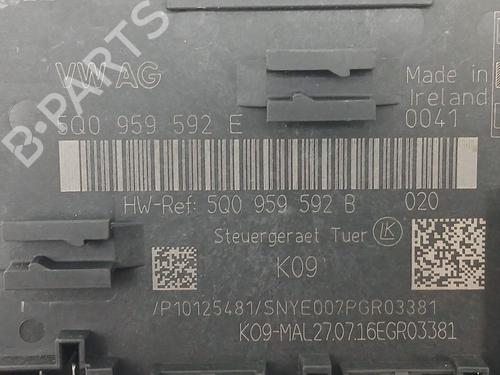 B-PARTS
VW AG
Made in
Ireland
0041
5Q0 959 592 E
HW-Ref: 5Q0 959 592 B 020
Steuergeraet Tuer LK
K09
/P10125481/SNYE007PGR03381
K09-MAL27.07.16EGR03381